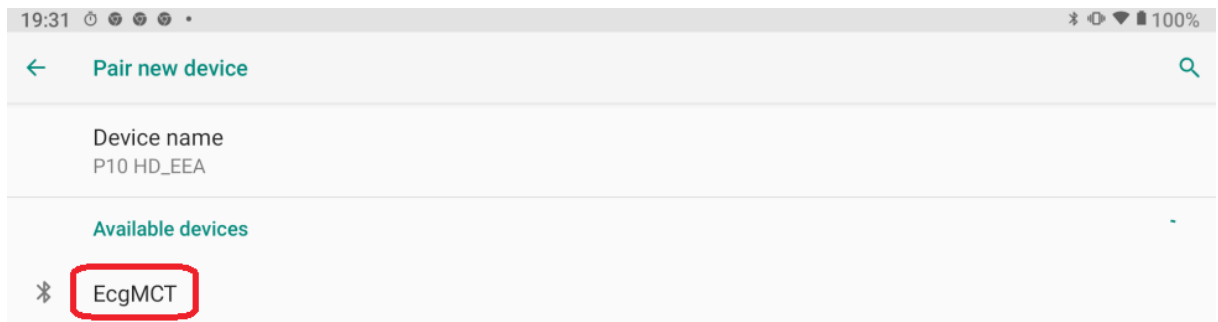 19:31 100%
Pair new device
Device name
P10 HD_EEA
Available devices
EcgMCT